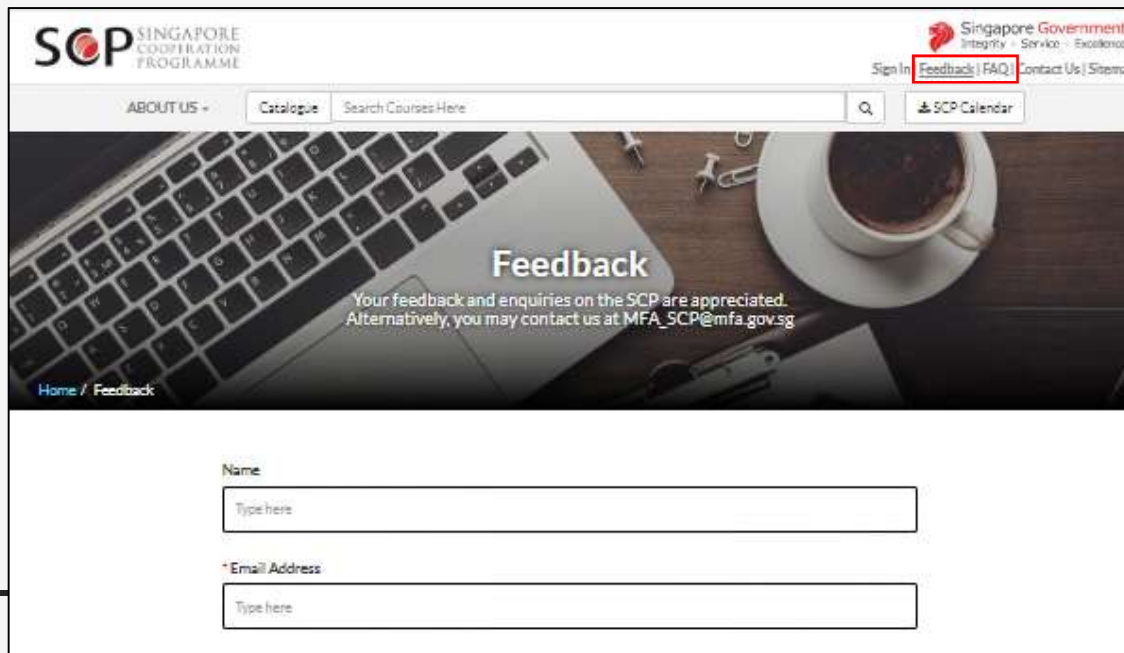 SCP SINGAPORE
COOPERATION
PROGRAMME
Singapore Government
Integrity · Service · Excellence
Sign In | Feedback | FAQ | Contact Us | Sitema
ABOUT US
Catalogue
Search Courses Here
SCP Calendar
Feedback
Your feedback and enquiries on the SCP are appreciated.
Alternatively, you may contact us at MFA_SCP@mfa.gov.sg
Home / Feedback
Name
Type here
* Email Address
Type here